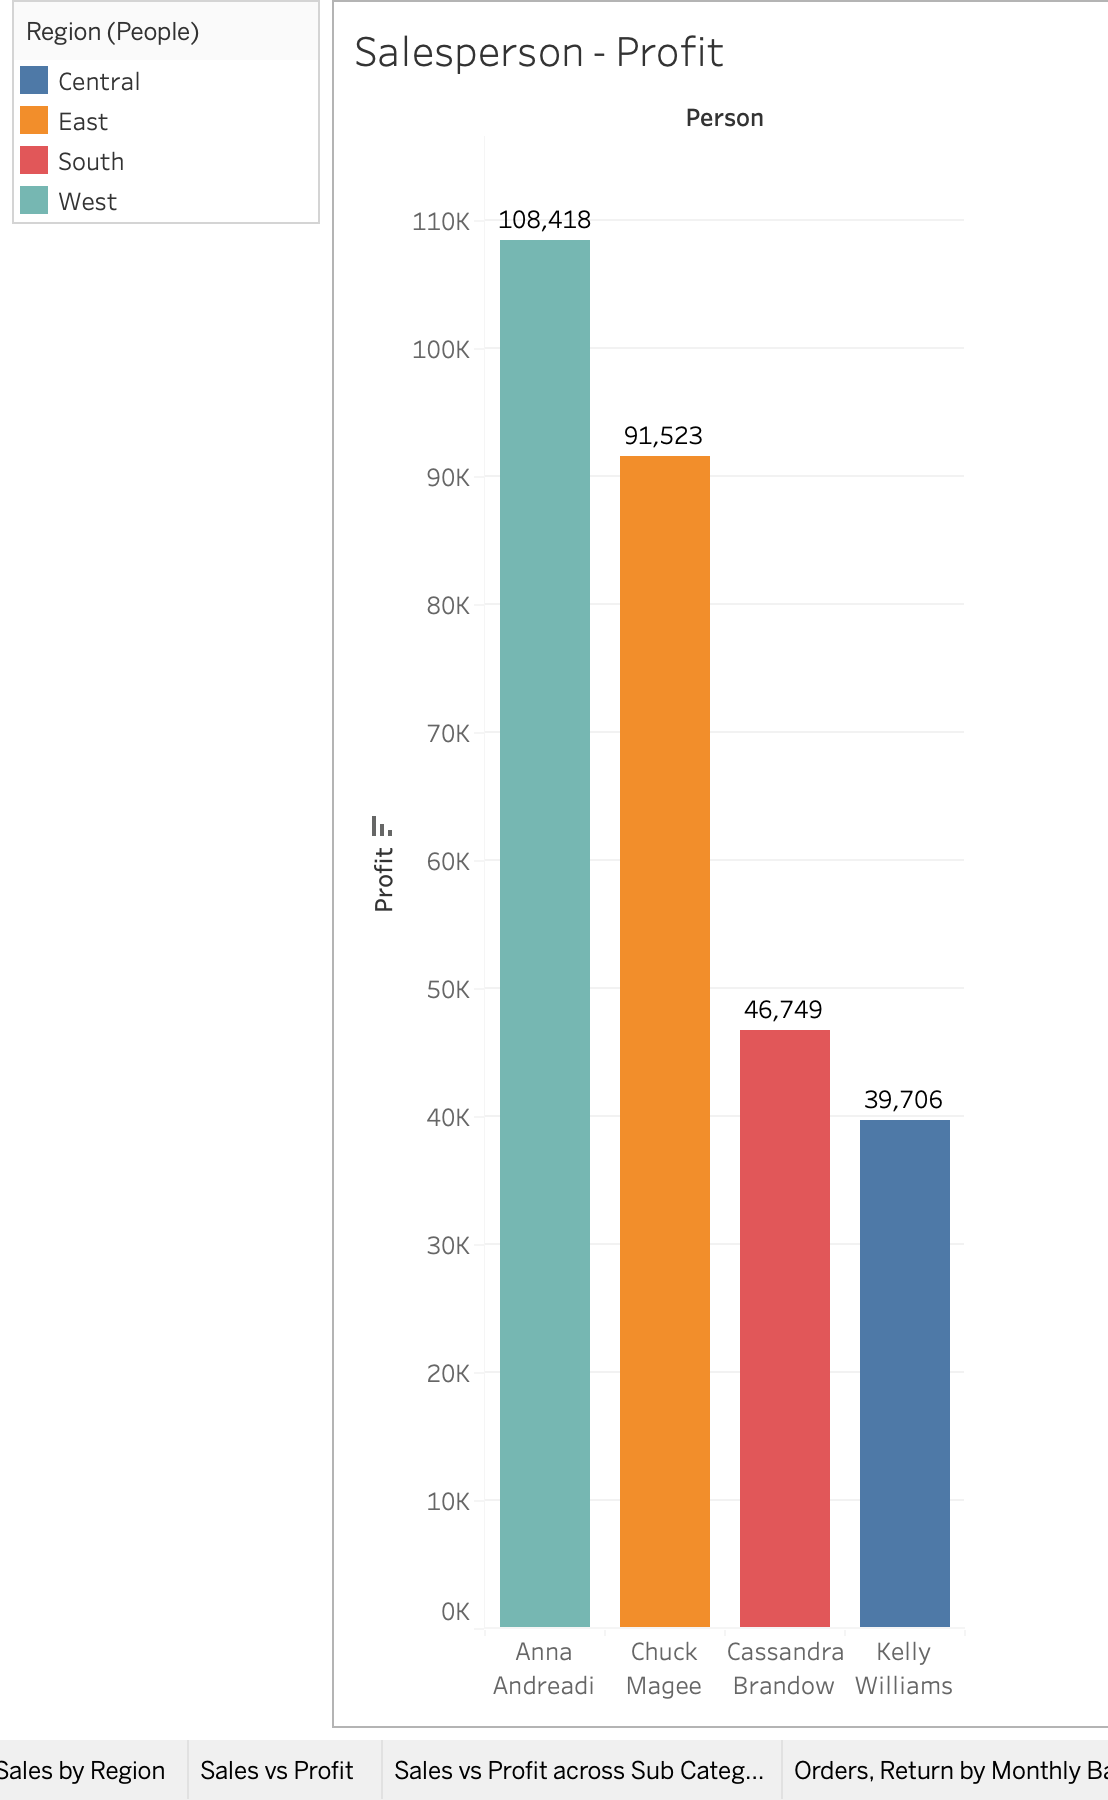 Region (People)
Central
East
South
West
Salesperson - Profit
Person
110K
100K
90K
80K
70K
60K
50K
40K
30K
20K
10K
0K
Profit
108,418
91,523
46,749
39,706
Anna
Andreadi
Chuck
Magee
Cassandra
Brandow
Kelly
Williams
Sales by Region
Sales vs Profit
Sales vs Profit across Sub Categ...
Orders, Return by Monthly